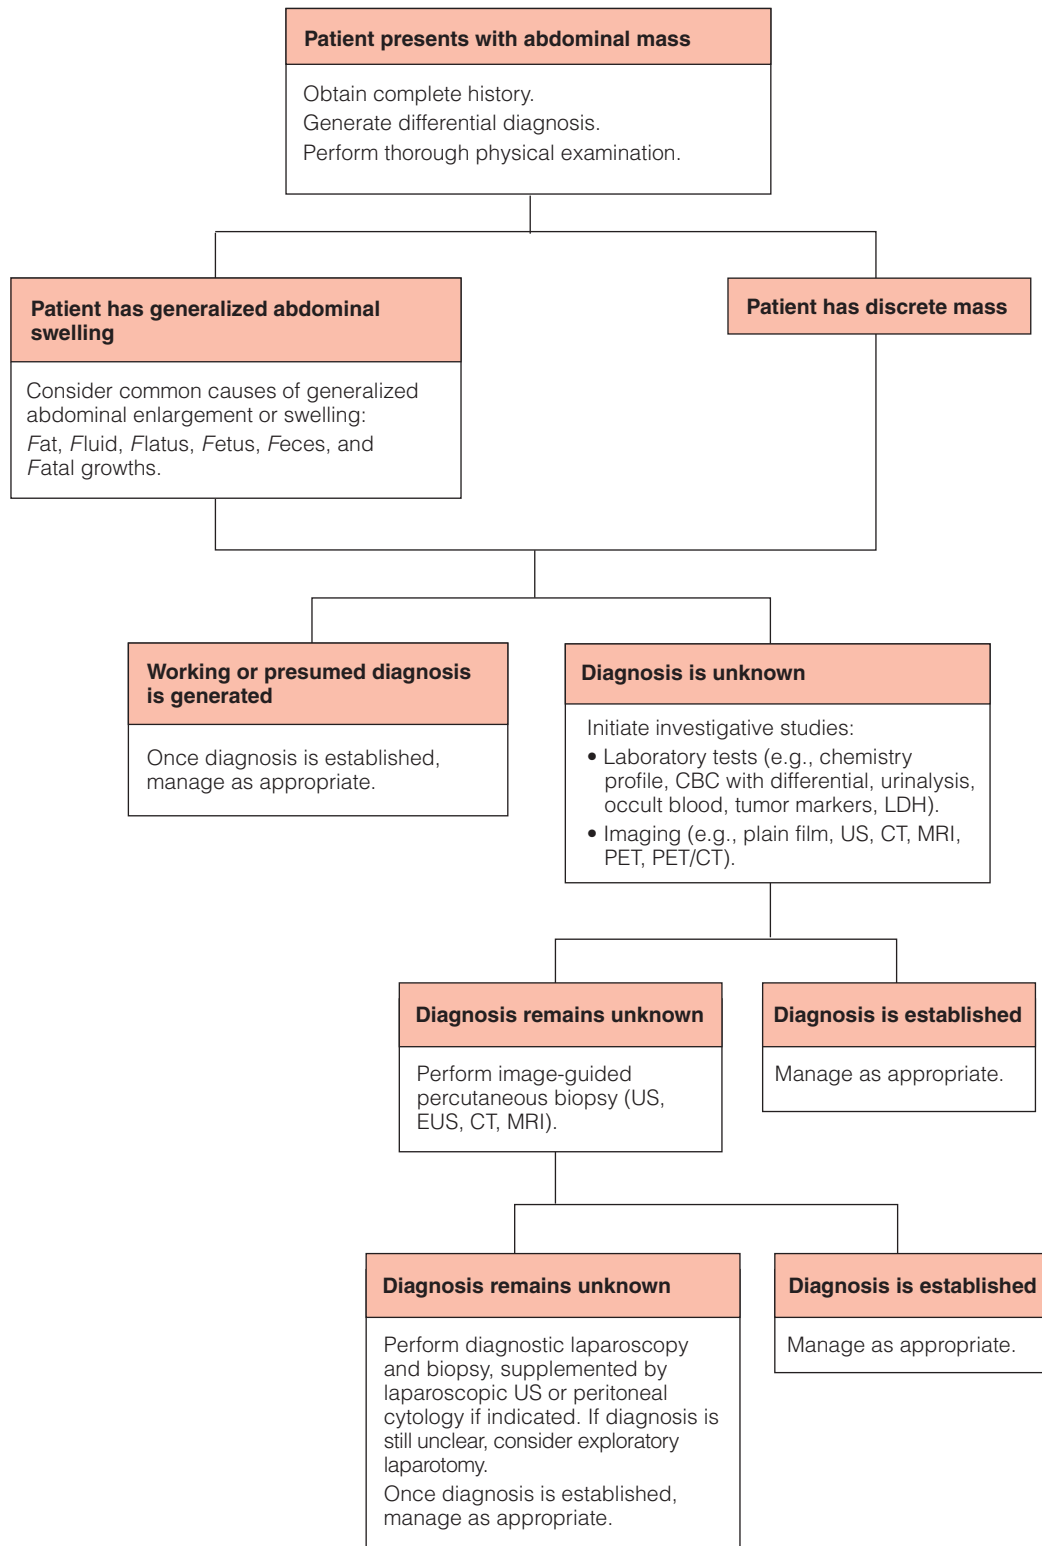 Patient presents with abdominal mass
Obtain complete history.
Generate differential diagnosis.
Perform thorough physical examination.
Patient has generalized abdominal
swelling
Consider common causes of generalized
abdominal enlargement or swelling:
Fat, Fluid, Flatus, Fetus, Feces, and
Fatal growths.
Patient has discrete mass
Working or presumed diagnosis
is generated
Once diagnosis is established,
manage as appropriate.
Diagnosis is unknown
Initiate investigative studies:
• Laboratory tests (e.g., chemistry
profile, CBC with differential, urinalysis,
occult blood, tumor markers, LDH).
• Imaging (e.g., plain film, US, CT, MRI,
PET, PET/CT).
Diagnosis remains unknown
Perform image-guided
percutaneous biopsy (US,
EUS, CT, MRI).
Diagnosis is established
Manage as appropriate.
Diagnosis remains unknown
Perform diagnostic laparoscopy
and biopsy, supplemented by
laparoscopic US or peritoneal
cytology if indicated. If diagnosis is
still unclear, consider exploratory
laparotomy.
Once diagnosis is established,
manage as appropriate.
Diagnosis is established
Manage as appropriate.